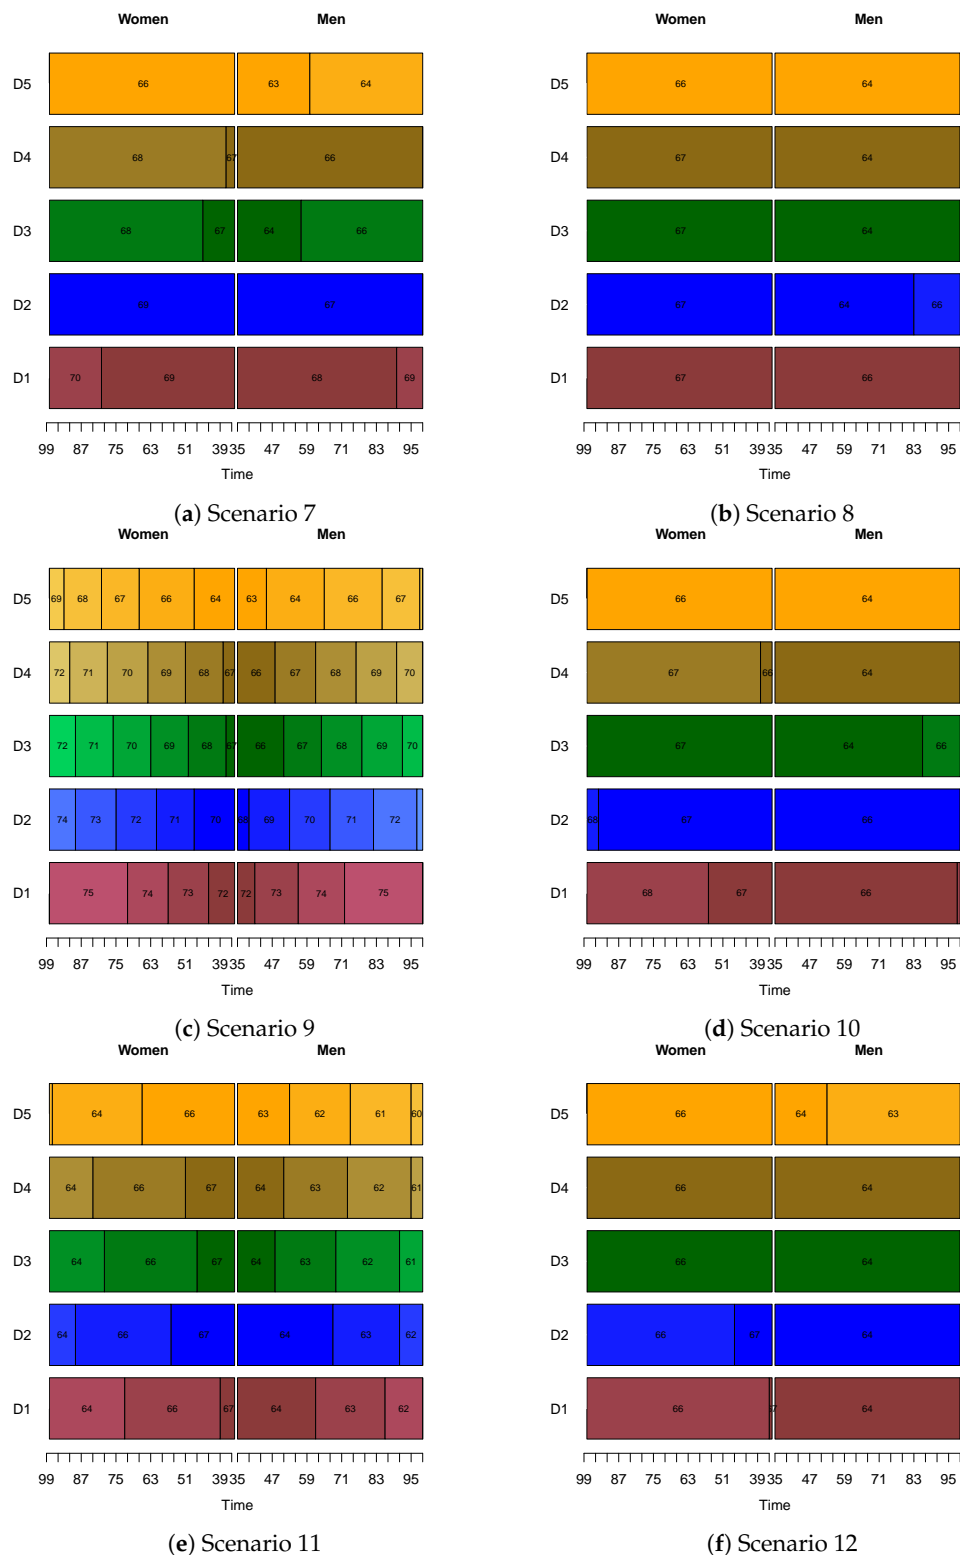 Women Men
D5 66 63 64
D4 68 67 66
D3 68 67 64 66
D2 69 67
D1 70 69 68 69
99 87 75 63 51 39 35 47 59 71 83 95
Time
(a) Scenario 7
Women Men
D5 66 64
D4 67 64
D3 67 64
D2 67 64 66
D1 67 66
99 87 75 63 51 39 35 47 59 71 83 95
Time
(b) Scenario 8
Women Men
D5 69 68 67 66 64 63 64 66 67
D4 72 71 70 69 68 67 66 67 68 69 70
D3 72 71 70 69 68 67 66 67 68 69 70
D2 74 73 72 71 70 68 69 70 71 72
D1 75 74 73 72 72 73 74 75
99 87 75 63 51 39 35 47 59 71 83 95
Time
(c) Scenario 9
Women Men
D5 66 64
D4 67 66 64
D3 67 64 66
D2 68 67 66
D1 68 67 66
99 87 75 63 51 39 35 47 59 71 83 95
Time
(d) Scenario 10
Women Men
D5 64 66 63 62 61 60
D4 64 66 67 64 63 62 61
D3 64 66 67 64 63 62 61
D2 64 66 67 64 63 62
D1 64 66 67 64 63 62
99 87 75 63 51 39 35 47 59 71 83 95
Time
(e) Scenario 11
Women Men
D5 66 64 63
D4 66 64
D3 66 64
D2 66 67 64
D1 66 64
99 87 75 63 51 39 35 47 59 71 83 95
Time
(f) Scenario 12